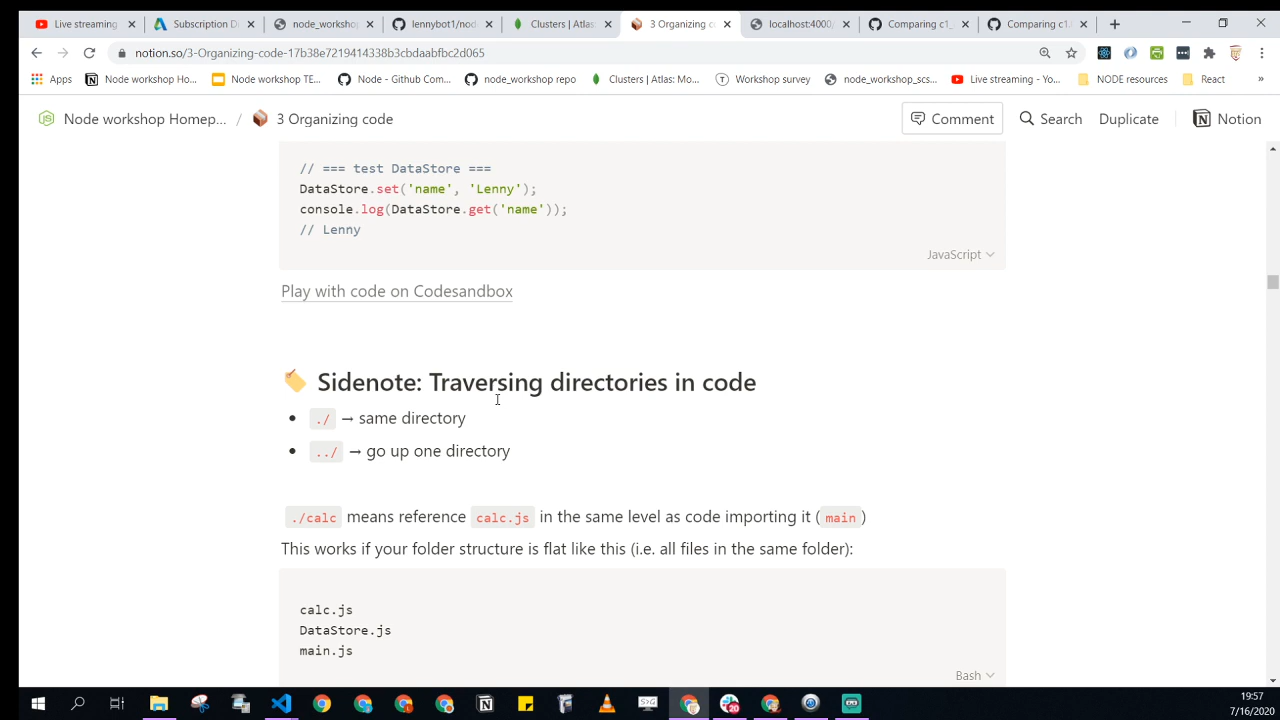 Live streaming
Subscription D
node_worksho
lennybot1/node
Clusters | Atlas:
3 Organizing c
localhost:4000/
Comparing c1_
Comparing c1.
notion.so/3-Organizing-code-17b38e7219414338b3cbdaabfbc2d065
Apps
Node workshop Ho...
Node workshop TE...
Node - Github Com...
node_workshop repo
Clusters | Atlas: Mo...
Workshop survey
node_workshop_scs...
Live streaming - Yo...
NODE resources
React
»
Node workshop Homep... / 3 Organizing code
Comment
Search
Duplicate
Notion
// === test DataStore ===
DataStore.set('name', 'Lenny');
console.log(DataStore.get('name'));
// Lenny
JavaScript
Play with code on Codesandbox
Sidenote: Traversing directories in code
• ./ → same directory
• ../ → go up one directory
./calc means reference calc.js in the same level as code importing it ( main )
This works if your folder structure is flat like this (i.e. all files in the same folder):
calc.js
DataStore.js
main.js
Bash
20
19:57
7/16/2020